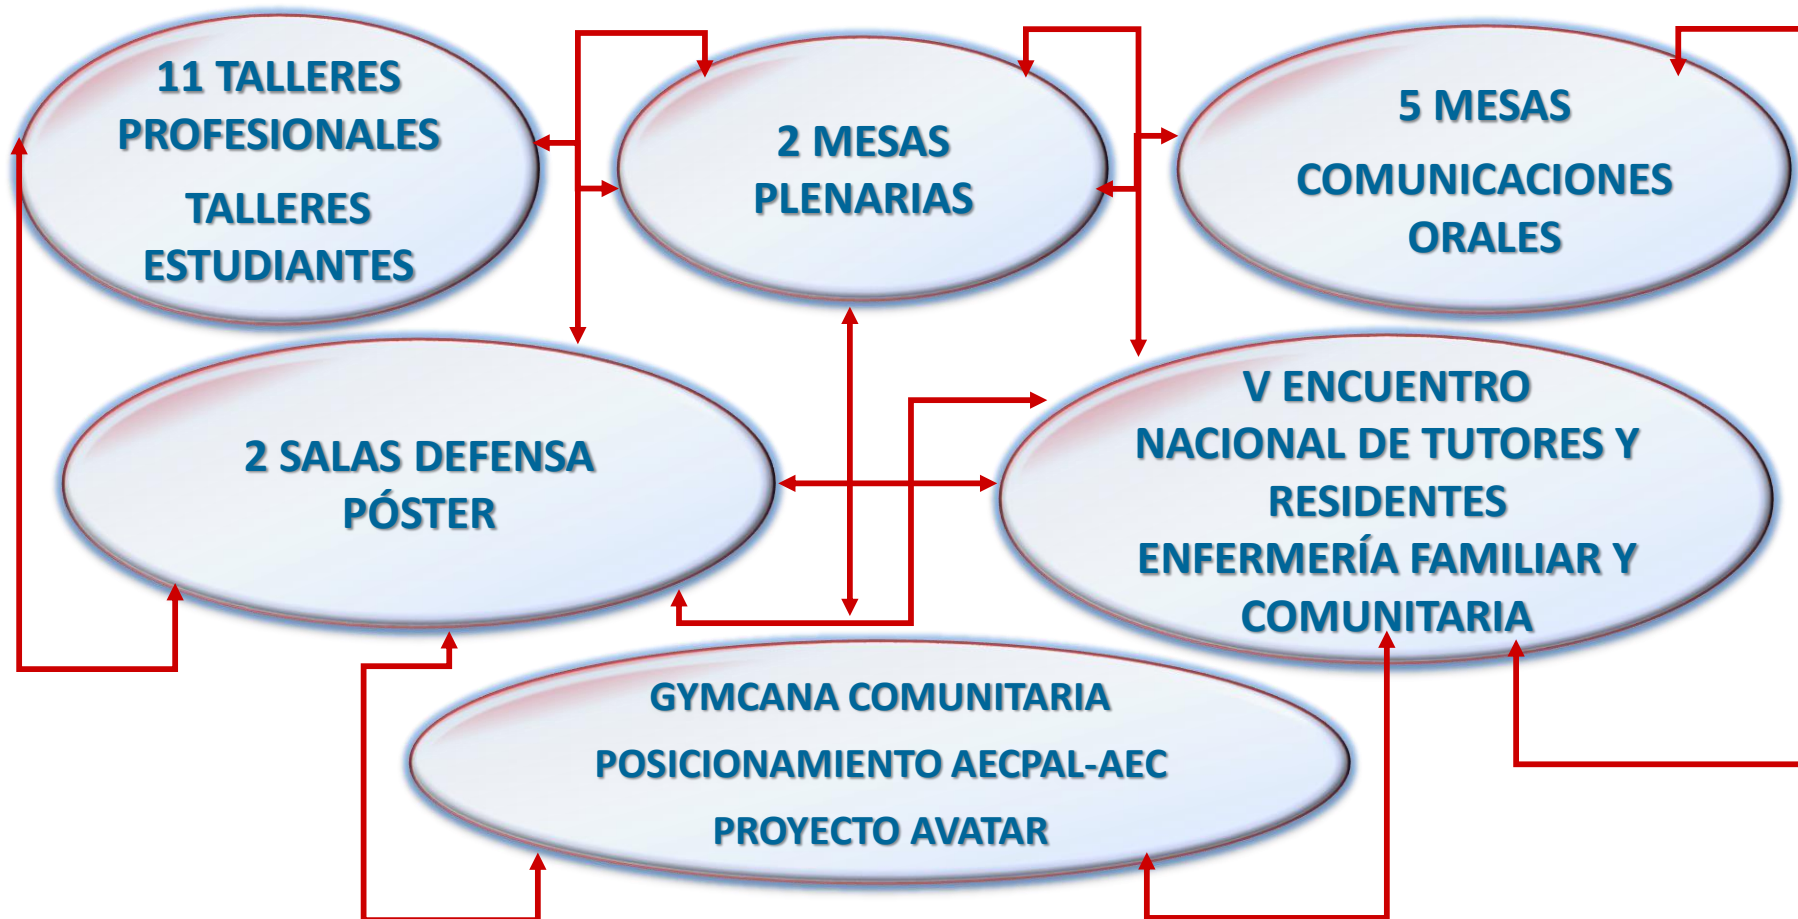 11 TALLERES
PROFESIONALES
TALLERES
ESTUDIANTES
2 MESAS
PLENARIAS
5 MESAS
COMUNICACIONES
ORALES
2 SALAS DEFENSA
PÓSTER
V ENCUENTRO
NACIONAL DE TUTORES Y
RESIDENTES
ENFERMERÍA FAMILIAR Y
COMUNITARIA
GYMCANA COMUNITARIA
POSICIONAMIENTO AECPAL-AEC
PROYECTO AVATAR